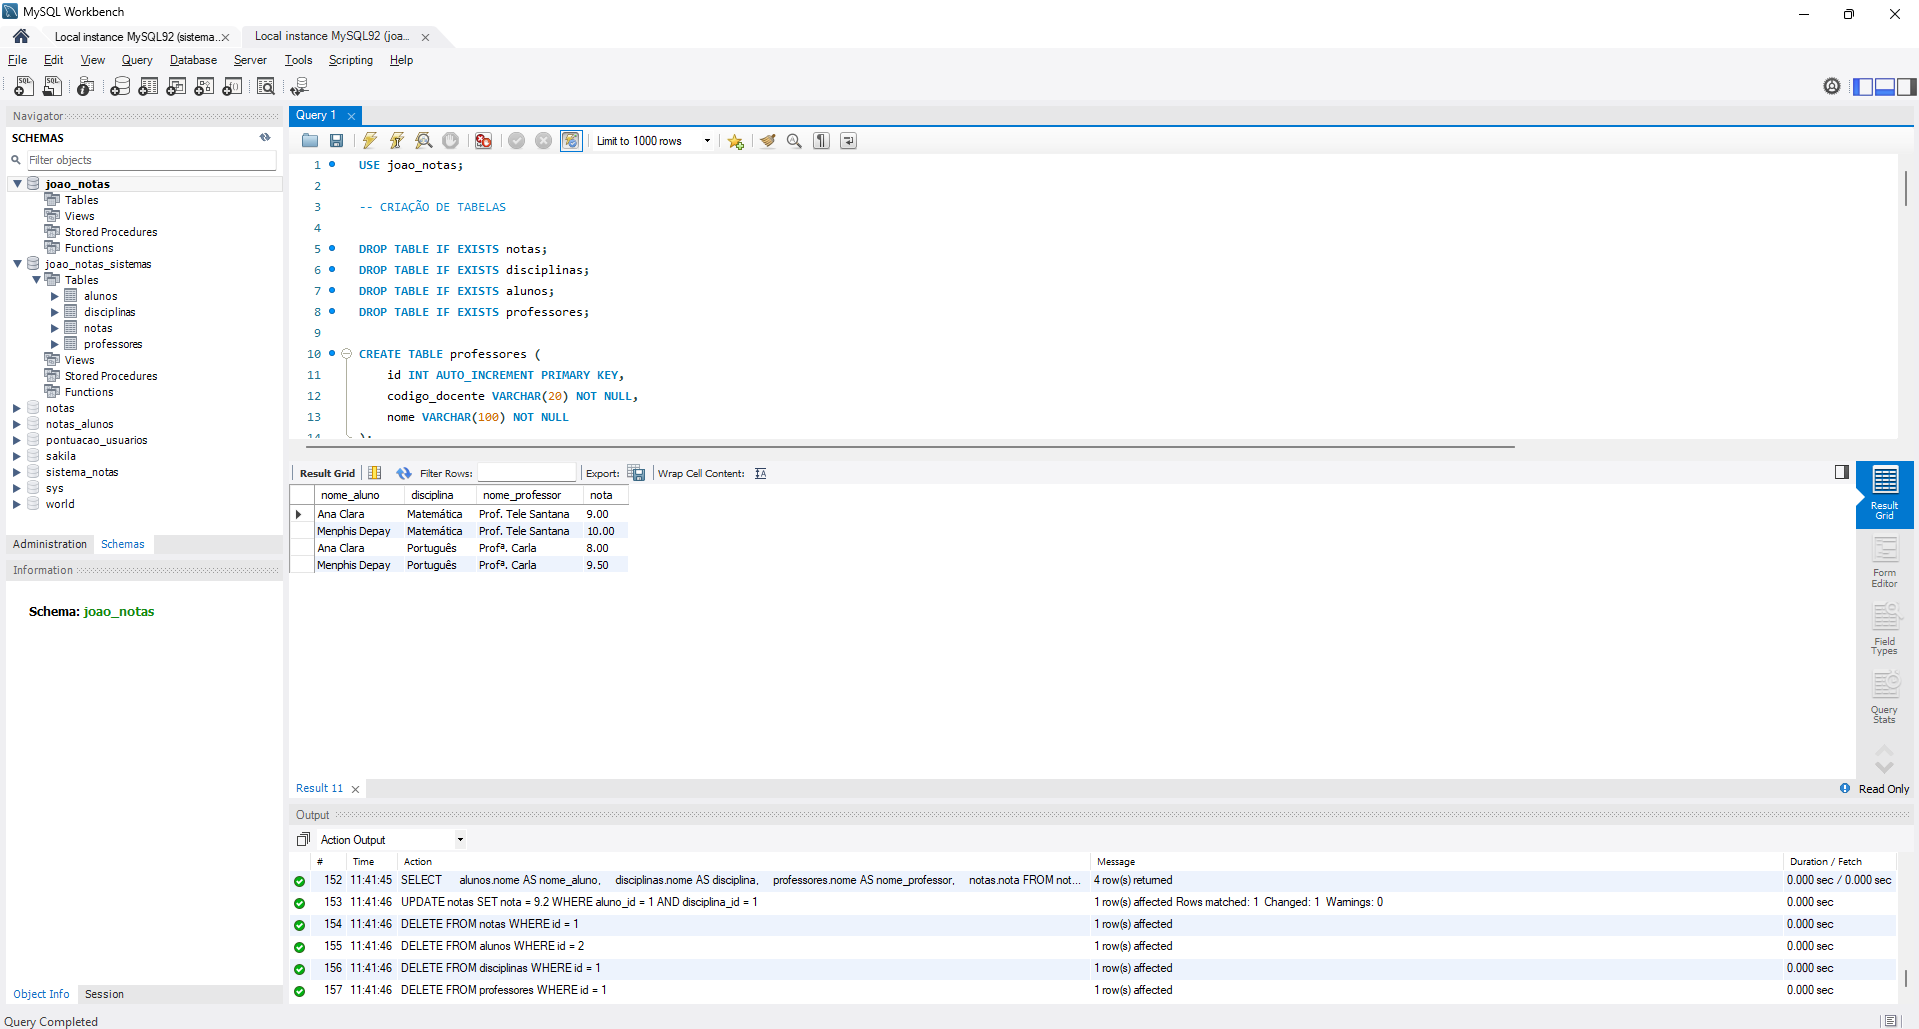 MySQL Workbench
Local instance MySQL92 (sistema...
Local instance MySQL92 (joa...
File Edit View Query Database Server Tools Scripting Help
Navigator
SCHEMAS
Filter objects
joao_notas
Tables
Views
Stored Procedures
Functions
joao_notas_sistemas
Tables
alunos
disciplinas
notas
professores
Views
Stored Procedures
Functions
notas
notas_alunos
pontuacao_usuarios
sakila
sistema_notas
sys
world
Administration Schemas
Information
Schema: joao_notas
Object Info Session
Query Completed
Query 1
Limit to 1000 rows
1 USE joao_notas;
2
3 -- CRIAÇÃO DE TABELAS
4
5 DROP TABLE IF EXISTS notas;
6 DROP TABLE IF EXISTS disciplinas;
7 DROP TABLE IF EXISTS alunos;
8 DROP TABLE IF EXISTS professores;
9
10 CREATE TABLE professores (
11 id INT AUTO_INCREMENT PRIMARY KEY,
12 codigo_docente VARCHAR(20) NOT NULL,
13 nome VARCHAR(100) NOT NULL
14 );
Result Grid Filter Rows: Export: Wrap Cell Content:
nome_aluno disciplina nome_professor nota
Ana Clara Matemática Prof. Tele Santana 9.00
Menphis Depay Matemática Prof. Tele Santana 10.00
Ana Clara Português Profª. Carla 8.00
Menphis Depay Português Profª. Carla 9.50
Result Grid
Form Editor
Field Types
Query Stats
Result 11
Read Only
Output
Action Output
# Time Action Message Duration / Fetch
152 11:41:45 SELECT alunos.nome AS nome_aluno, disciplinas.nome AS disciplina, professores.nome AS nome_professor, notas.nota FROM not... 4 row(s) returned 0.000 sec / 0.000 sec
153 11:41:46 UPDATE notas SET nota = 9.2 WHERE aluno_id = 1 AND disciplina_id = 1 1 row(s) affected Rows matched: 1 Changed: 1 Warnings: 0 0.000 sec
154 11:41:46 DELETE FROM notas WHERE id = 1 1 row(s) affected 0.000 sec
155 11:41:46 DELETE FROM alunos WHERE id = 2 1 row(s) affected 0.000 sec
156 11:41:46 DELETE FROM disciplinas WHERE id = 1 1 row(s) affected 0.000 sec
157 11:41:46 DELETE FROM professores WHERE id = 1 1 row(s) affected 0.000 sec